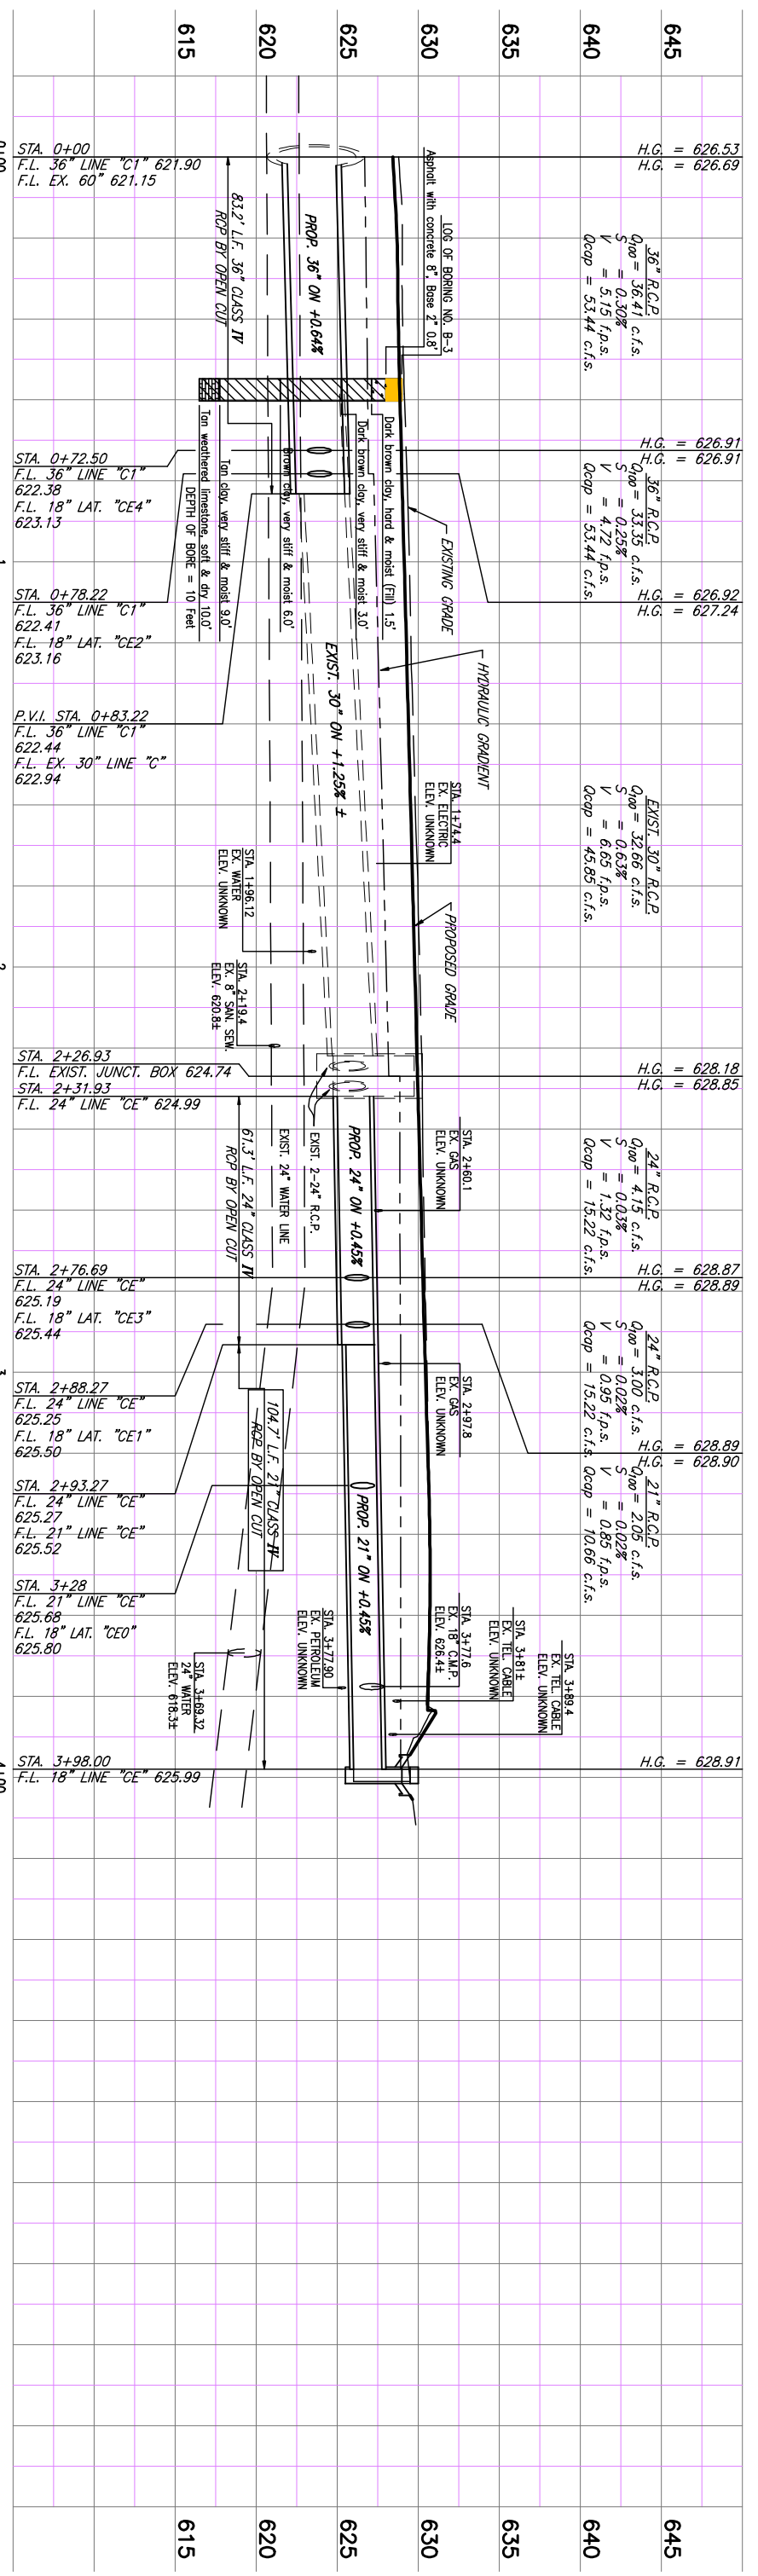 615
620
625
630
635
640
645
STA. 0+00
F.L. 36" LINE "C1" 621.90
F.L. EX. 60" 621.15
H.G. = 626.53
H.G. = 626.69
36" R.C.P.
Q100 = 36.41 c.f.s.
S = 0.30%
V = 5.15 f.p.s.
Qcap = 53.44 c.f.s.
LOG OF BORING NO. B-3
Asphalt with concrete 8", Base 2" 0.8'
PROP. 36" ON +0.64%
83.2' L.F. 36" CLASS IV
RCP BY OPEN CUT
Dark brown clay, hard & moist (Fill) 1.5'
Dark brown clay, very stiff & moist 3.0'
Brown clay, very stiff & moist 6.0'
Tan clay, very stiff & moist 9.0'
Tan weathered limestone, soft & dry 10.0'
DEPTH OF BORE = 10 Feet
STA. 0+72.50
F.L. 36" LINE "C1"
622.38
F.L. 18" LAT. "CE4"
623.13
H.G. = 626.91
H.G. = 626.91
36" R.C.P.
Q100 = 33.35 c.f.s.
S = 0.25%
V = 4.72 f.p.s.
Qcap = 53.44 c.f.s.
EXISTING GRADE
STA. 0+78.22
F.L. 36" LINE "C1"
622.41
F.L. 18" LAT. "CE2"
623.16
H.G. = 626.92
H.G. = 627.24
HYDRAULIC GRADIENT
EXIST. 30" ON +1.25% ±
P.V.I. STA. 0+83.22
F.L. 36" LINE "C1"
622.44
F.L. EX. 30" LINE "C"
622.94
EXIST. 30" R.C.P.
Q100 = 32.66 c.f.s.
S = 0.63%
V = 6.65 f.p.s.
Qcap = 45.85 c.f.s.
STA. 1+74.4
EX. ELECTRIC
ELEV. UNKNOWN
STA. 1+96.12
EX. WATER
ELEV. UNKNOWN
PROPOSED GRADE
STA. 2+19.4
EX. 8" SAN. SEW.
ELEV. 620.8±
STA. 2+26.93
F.L. EXIST. JUNCT. BOX 624.74
STA. 2+31.93
F.L. 24" LINE "CE" 624.99
H.G. = 628.18
H.G. = 628.85
EXIST. 2-24" R.C.P.
EXIST. 24" WATER LINE
61.3' L.F. 24" CLASS IV
RCP BY OPEN CUT
PROP. 24" ON +0.45%
STA. 2+60.1
EX. GAS
ELEV. UNKNOWN
24" R.C.P.
Q100 = 4.15 c.f.s.
S = 0.03%
V = 1.32 f.p.s.
Qcap = 15.22 c.f.s.
STA. 2+76.69
F.L. 24" LINE "CE"
625.19
F.L. 18" LAT. "CE3"
625.44
H.G. = 628.87
H.G. = 628.89
24" R.C.P.
Q100 = 3.00 c.f.s.
S = 0.02%
V = 0.95 f.p.s.
Qcap = 15.22 c.f.s.
STA. 2+97.8
EX. GAS
ELEV. UNKNOWN
STA. 2+88.27
F.L. 24" LINE "CE"
625.25
F.L. 18" LAT. "CE1"
625.50
H.G. = 628.89
H.G. = 628.90
104.7' L.F. 21" CLASS IV
RCP BY OPEN CUT
STA. 2+93.27
F.L. 24" LINE "CE"
625.27
F.L. 21" LINE "CE"
625.52
21" R.C.P.
Q100 = 2.05 c.f.s.
S = 0.02%
V = 0.85 f.p.s.
Qcap = 10.66 c.f.s.
PROP. 21" ON +0.45%
STA. 3+28
F.L. 21" LINE "CE"
625.68
F.L. 18" LAT. "CE0"
625.80
STA. 3+77.90
EX. PETROLEUM
ELEV. UNKNOWN
STA. 3+77.6
EX. 18" C.M.P.
ELEV. 626.4±
STA. 3+81±
EX. TEL. CABLE
ELEV. UNKNOWN
STA. 3+89.4
EX. TEL. CABLE
ELEV. UNKNOWN
STA. 3+69.32
24" WATER
ELEV. 618.3±
STA. 3+98.00
F.L. 18" LINE "CE" 625.99
H.G. = 628.91
1
2
3
615
620
625
630
635
640
645